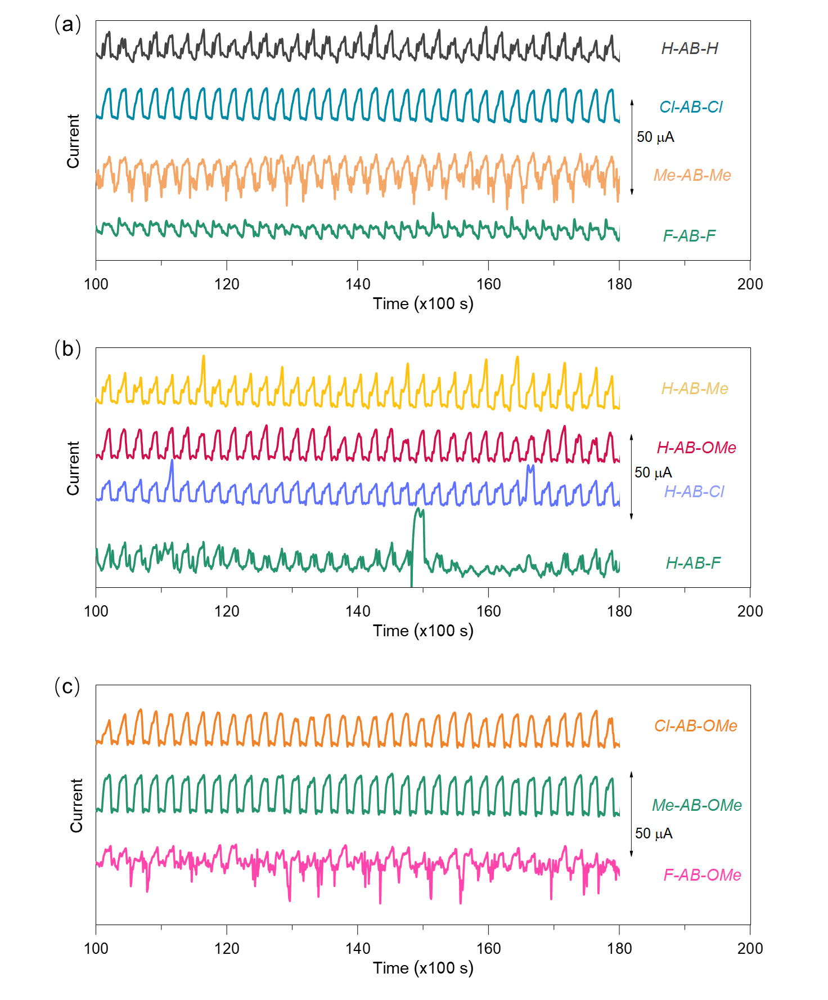 (a)
H-AB-H
Cl-AB-Cl
50 μA
Me-AB-Me
F-AB-F
Current
100 120 140 160 180 200
Time (x100 s)
(b)
H-AB-Me
H-AB-OMe
50 μA
H-AB-Cl
H-AB-F
Current
100 120 140 160 180 200
Time (x100 s)
(c)
Cl-AB-OMe
Me-AB-OMe
50 μA
F-AB-OMe
Current
100 120 140 160 180 200
Time (x100 s)